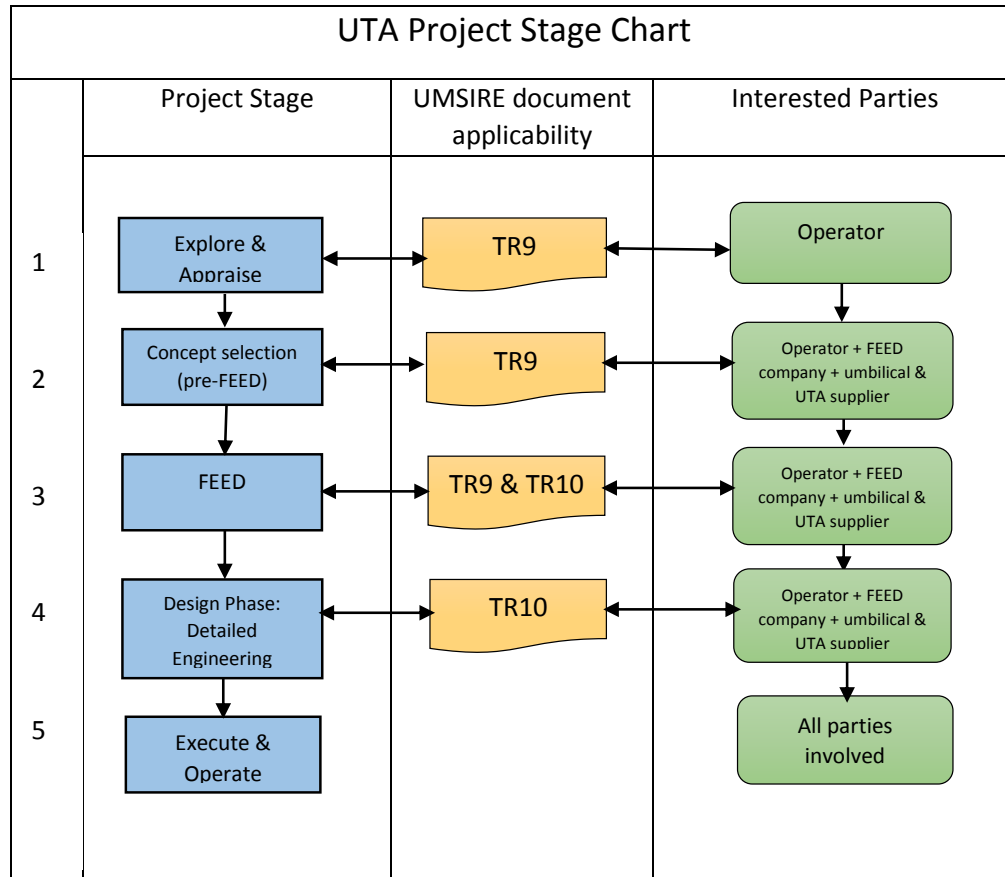 UTA Project Stage Chart
Project Stage
UMSIRE document
applicability
Interested Parties
1
Explore &
Appraise
TR9
Operator
2
Concept selection
(pre-FEED)
TR9
Operator + FEED
company + umbilical &
UTA supplier
3
FEED
TR9 & TR10
Operator + FEED
company + umbilical &
UTA supplier
4
Design Phase:
Detailed
Engineering
TR10
Operator + FEED
company + umbilical &
UTA supplier
5
Execute &
Operate
All parties
involved